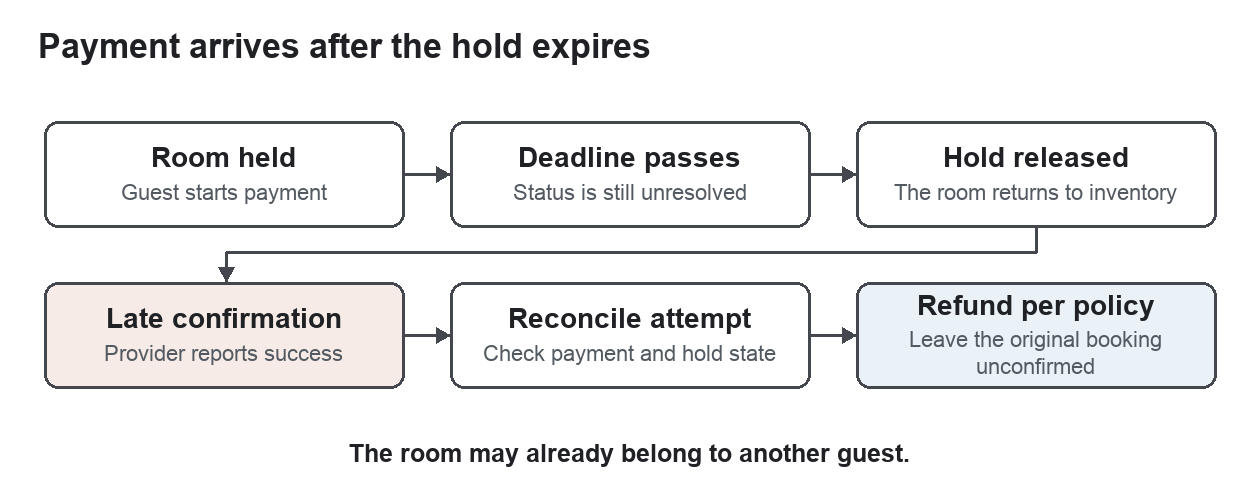 Payment arrives after the hold expires
Room held
Guest starts payment
Deadline passes
Status is still unresolved
Hold released
The room returns to inventory
Late confirmation
Provider reports success
Reconcile attempt
Check payment and hold state
Refund per policy
Leave the original booking
unconfirmed
The room may already belong to another guest.